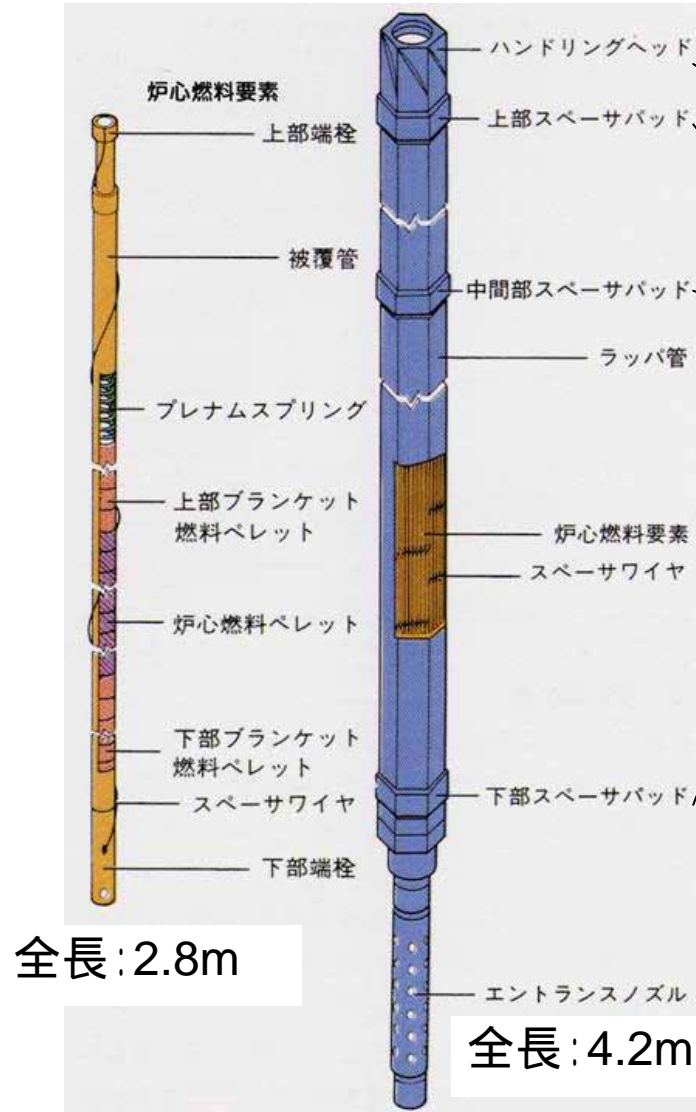 炉心燃料要素
上部端栓
被覆管
プレナムスプリング
上部ブランケット
燃料ペレット
炉心燃料ペレット
下部ブランケット
燃料ペレット
スペーサワイヤ
下部端栓
全長:2.8m
ハンドリングヘッド
上部スペーサパッド
中間部スペーサパッド
ラッパ管
炉心燃料要素
スペーサワイヤ
下部スペーサパッド
エントランスノズル
全長:4.2m